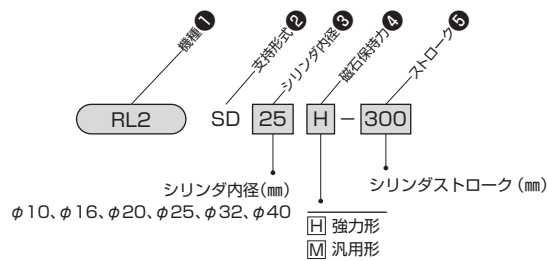 機種❶
支持形式❷
シリンダ内径❸
磁石保持力❹
ストローク❺
RL2 SD 25 H − 300
シリンダ内径(㎜)
φ10、φ16、φ20、φ25、φ32、φ40
シリンダストローク(㎜)
H 強力形
M 汎用形